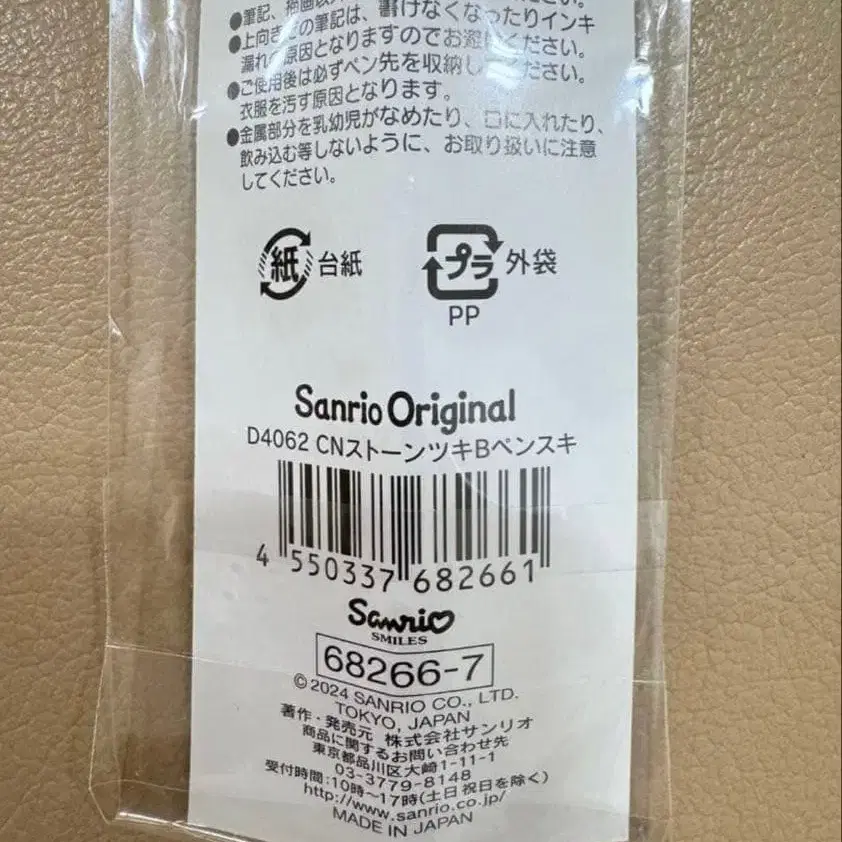 ●筆記、描画以外
●上向きでの筆記は、書けなくなったりインキ
漏れの原因となりますのでお避けください。
●ご使用後は必ずペン先を収納してください。
衣服を汚す原因となります。
●金属部分を乳幼児がなめたり、口に入れたり、
飲み込む等しないように、お取り扱いに注意
してください。
紙 台紙
プラ 外袋
PP
Sanrio Original
D4062 CNストーンツキBペンスキ
4 550337 682661
Sanrio
SMILES
68266-7
© 2024 SANRIO CO., LTD.
TOKYO, JAPAN
著作・発売元 株式会社サンリオ
商品に関するお問い合わせ先
東京都品川区大崎1-11-1
03-3779-8148
受付時間:10時〜17時(土日祝日を除く)
http://www.sanrio.co.jp/
MADE IN JAPAN